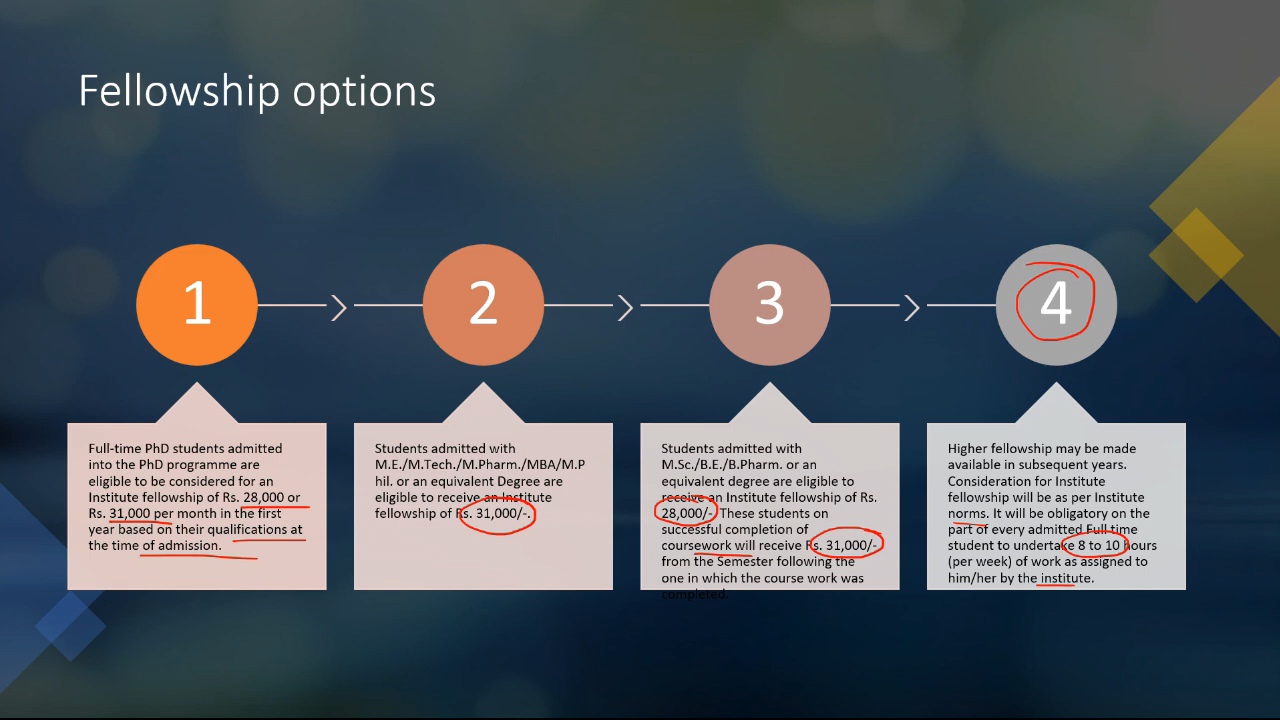 Fellowship options
1
2
3
4
Full-time PhD students admitted
into the PhD programme are
eligible to be considered for an
Institute fellowship of Rs. 28,000 or
Rs. 31,000 per month in the first
year based on their qualifications at
the time of admission.
Students admitted with
M.E./M.Tech./M.Pharm./MBA/M.P
hil. or an equivalent Degree are
eligible to receive an Institute
fellowship of Rs. 31,000/-.
Students admitted with
M.Sc./B.E./B.Pharm. or an
equivalent degree are eligible to
receive an Institute fellowship of Rs.
28,000/-. These students on
successful completion of
coursework will receive Rs. 31,000/-
from the Semester following the
one in which the course work was
completed.
Higher fellowship may be made
available in subsequent years.
Consideration for Institute
fellowship will be as per Institute
norms. It will be obligatory on the
part of every admitted Full time
student to undertake 8 to 10 hours
(per week) of work as assigned to
him/her by the institute.